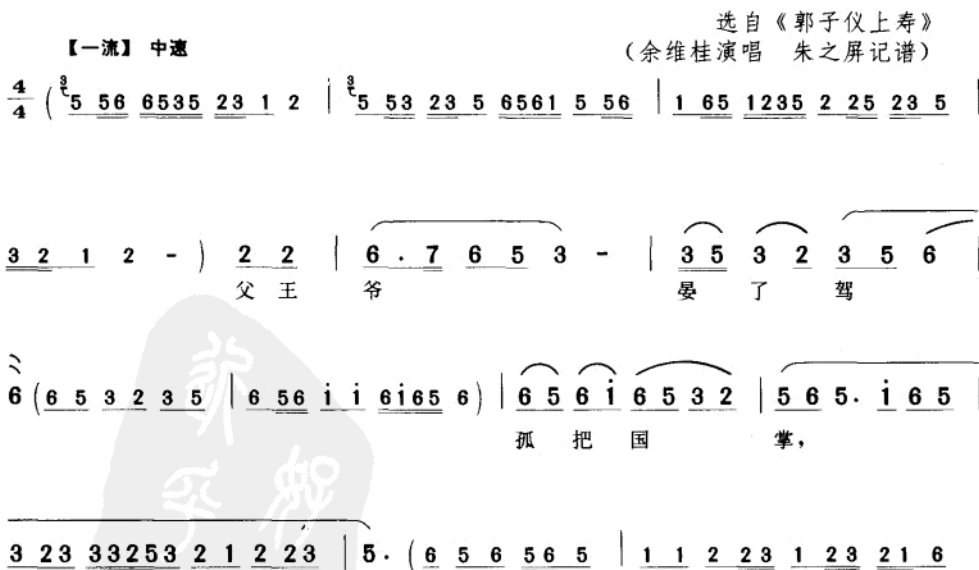 选自《郭子仪上寿》
【一流】 中速
（余维桂演唱 朱之屏记谱）
4/4 ( 3 5 56 6535 23 1 2 | 3 5 53 23 5 6561 5 56 | 1 65 1235 2 25 23 5 |
3 2 1 2 - ) 2 2 | 6 . 7 6 5 3 - | 3 5 3 2 3 5 6 |
父 王 爷 晏 了 驾
6 ( 6 5 3 2 3 5 | 6 56 i i 6i65 6 ) | 6 5 6 i 6 5 3 2 | 5 6 5 . i 6 5
孤 把 国 掌，
3 23 33253 2 1 2 23 | 5 . ( 6 5 6 56 5 | 1 1 2 23 1 23 21 6